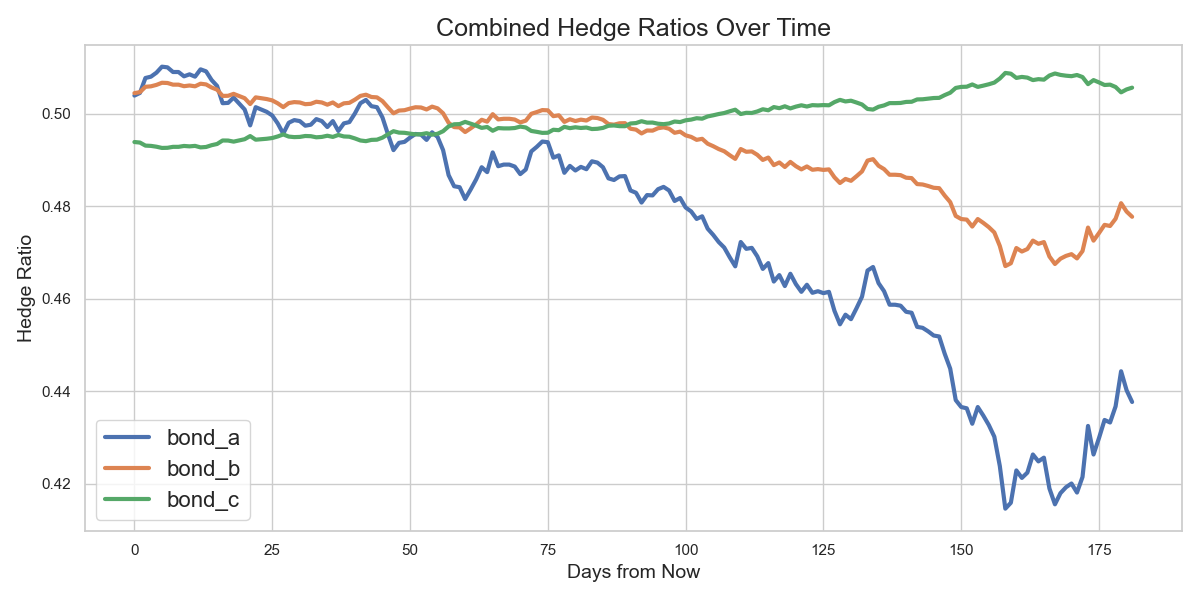 Combined Hedge Ratios Over Time
Hedge Ratio
0.50
0.48
0.46
0.44
0.42
bond_a
bond_b
bond_c
0 25 50 75 100 125 150 175
Days from Now